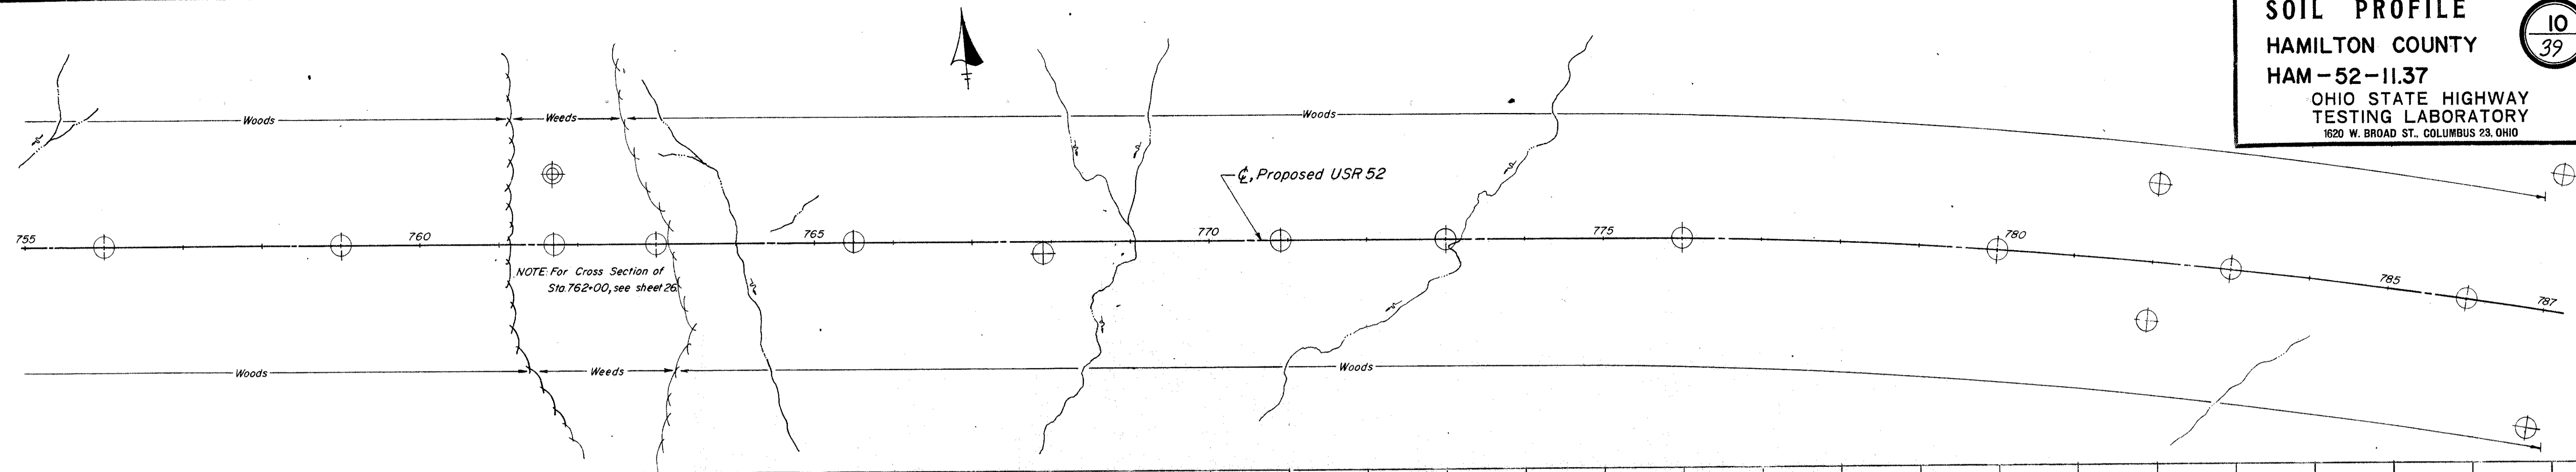 SOIL PROFILE
10
39
HAMILTON COUNTY
HAM-52-11.37
OHIO STATE HIGHWAY
TESTING LABORATORY
1620 W. BROAD ST., COLUMBUS 23, OHIO
Woods
Weeds
Woods
℄, Proposed USR 52
755
760
765
770
775
780
785
787
NOTE: For Cross Section of
Sta. 762+00, see sheet 26.
Woods
Weeds
Woods